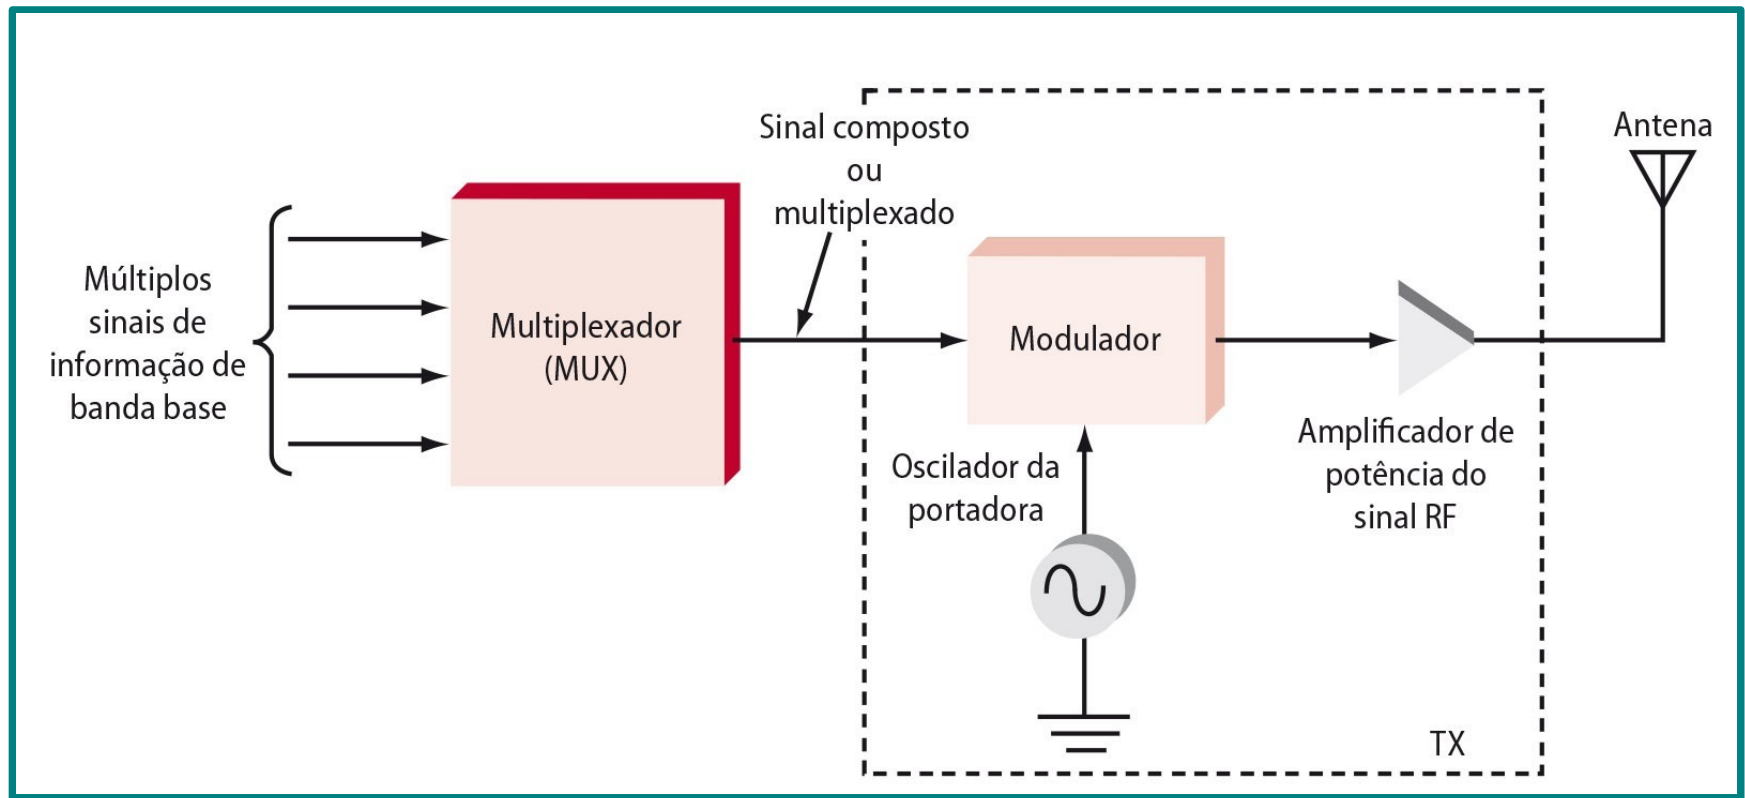 Múltiplos
sinais de
informação de
banda base
Multiplexador
(MUX)
Sinal composto
ou
multiplexado
Modulador
Oscilador da
portadora
Amplificador de
potência do
sinal RF
Antena
TX